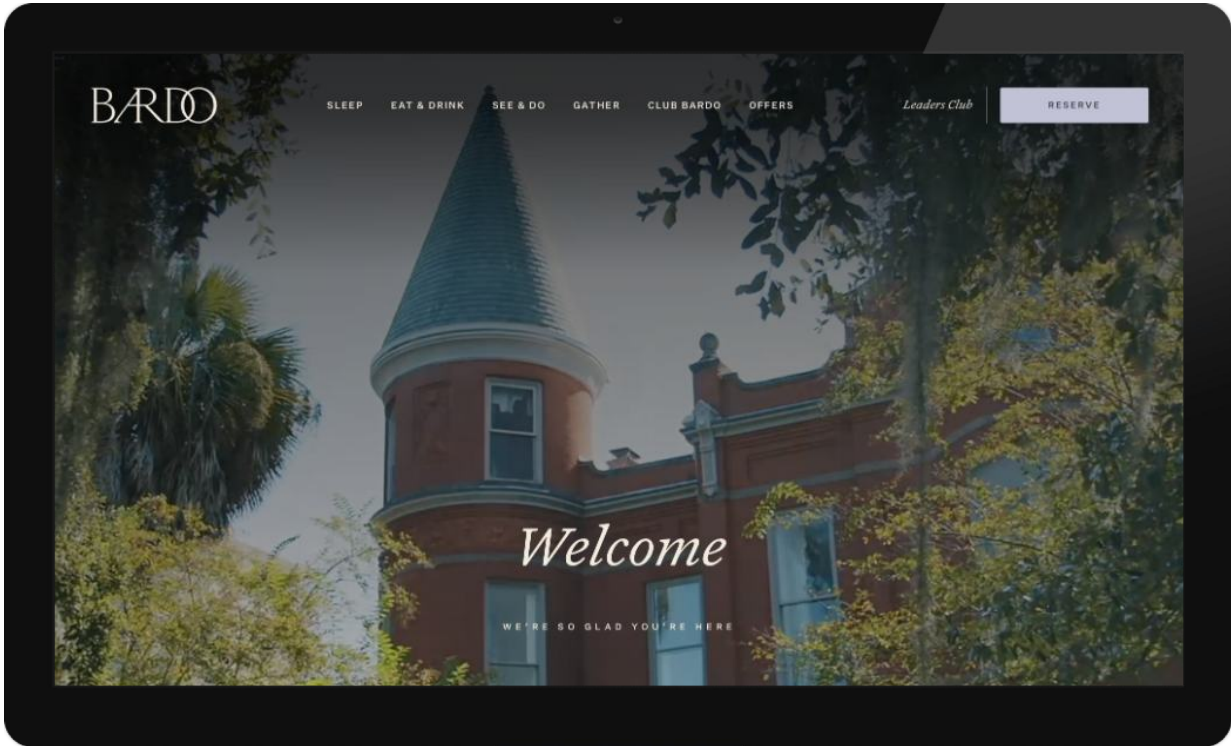 BARDO
SLEEP EAT & DRINK SEE & DO GATHER CLUB BARDO OFFERS Leaders Club RESERVE
Welcome
WE'RE SO GLAD YOU'RE HERE